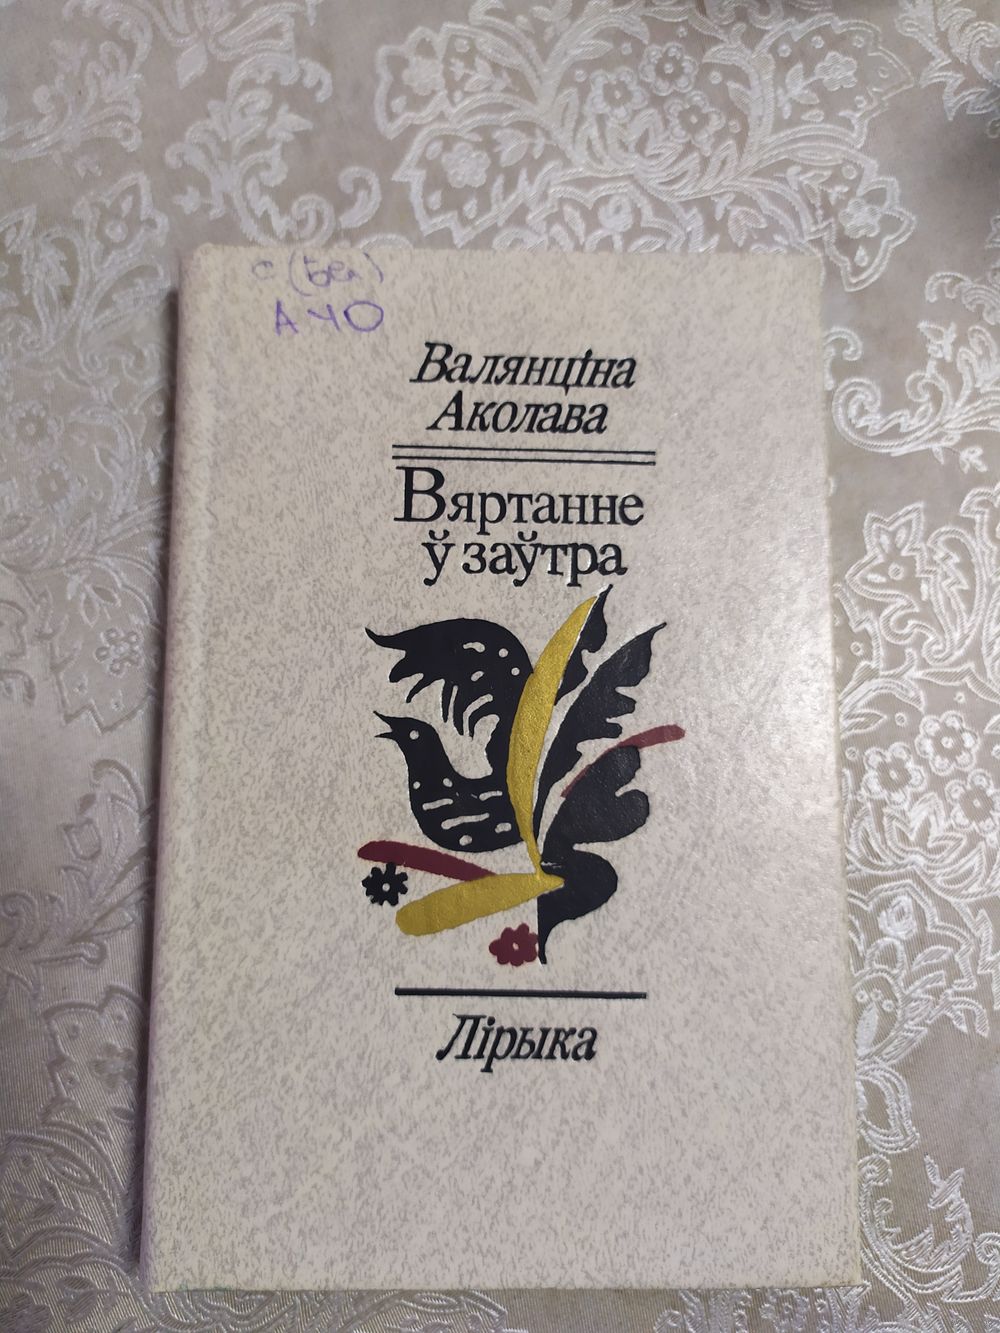 с (Бел)
А 40
Валянціна
Аколава
Вяртанне
ў заўтра
Лірыка